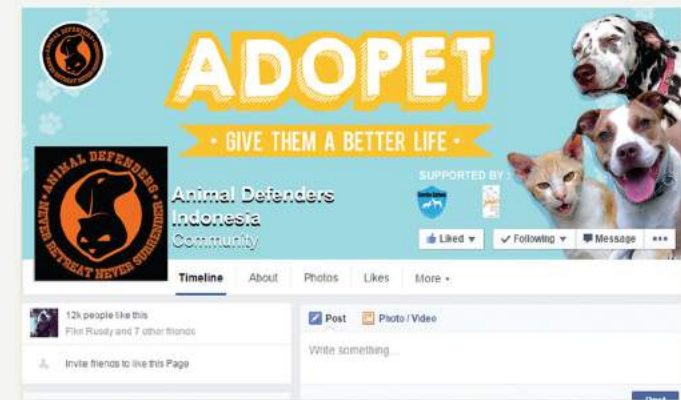 ADOPET
• GIVE THEM A BETTER LIFE •
SUPPORTED BY :
ANIMAL DEFENDERS
NEVER RETREAT NEVER SURRENDER
Animal Defenders
Indonesia
Community
Liked
Following
Message
Timeline About Photos Likes More
12k people like this
Fikri Rusdy and 7 other friends
Invite friends to like this Page
Post Photo / Video
Write something...
Post